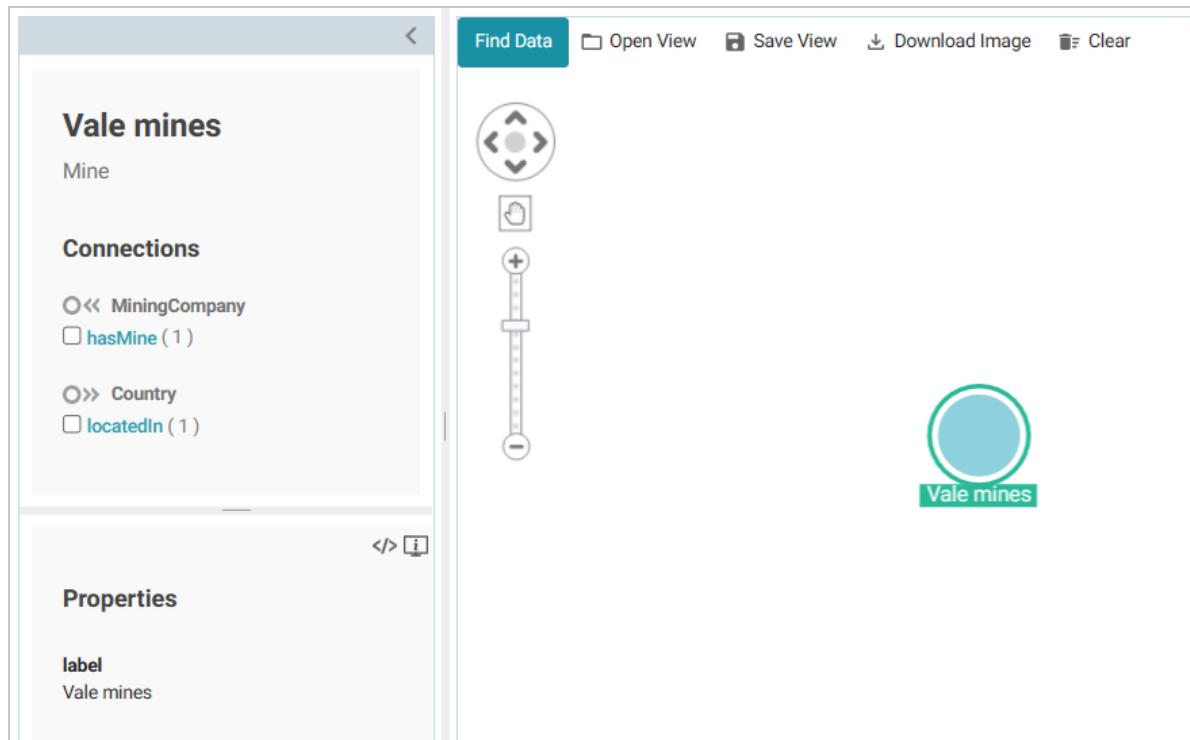 Find Data Open View Save View Download Image Clear
Vale mines
Mine
Connections
MiningCompany
hasMine ( 1 )
Country
locatedIn ( 1 )
Properties
label
Vale mines
Vale mines